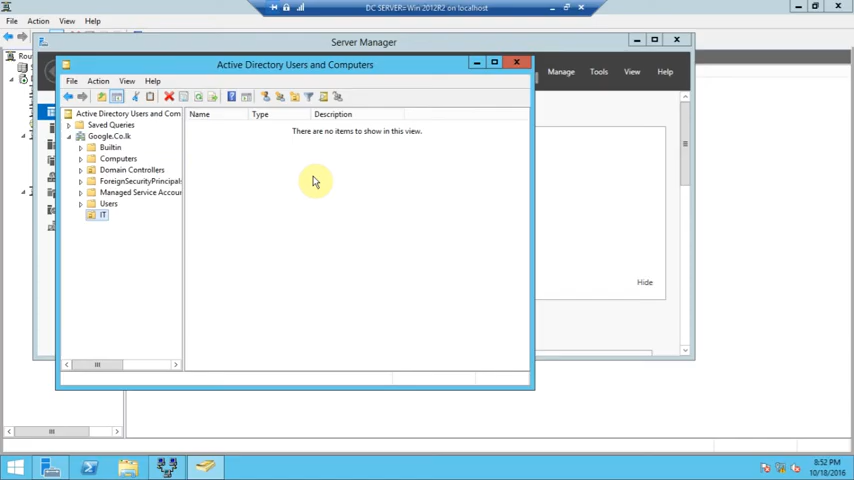 DC SERVER= Win 2012R2 on localhost
File Action View Help
Server Manager
Manage Tools View Help
Active Directory Users and Computers
File Action View Help
Active Directory Users and Com
Saved Queries
Google.Co.lk
Builtin
Computers
Domain Controllers
ForeignSecurityPrincipals
Managed Service Accou
Users
IT
Name Type Description
There are no items to show in this view.
Hide
8:52 PM
10/18/2016